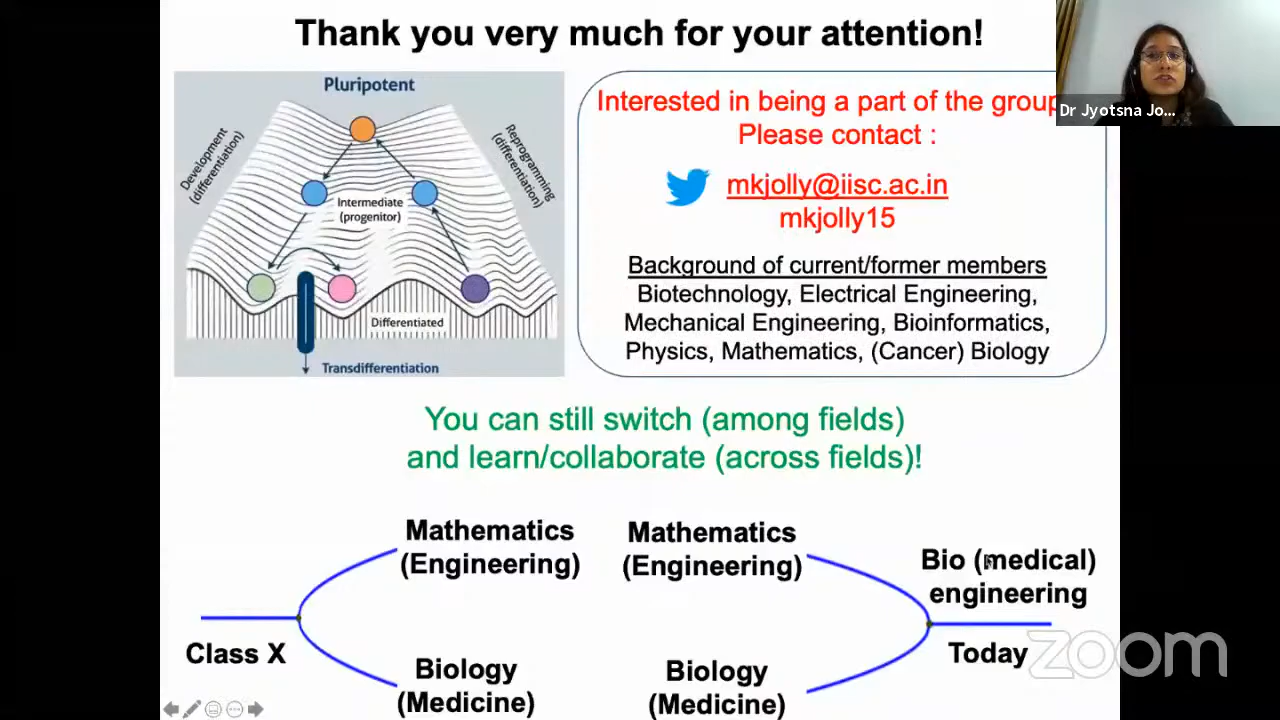 Thank you very much for your attention!
Pluripotent
Development
(differentiation)
Reprogramming
(differentiation)
Intermediate
(progenitor)
Differentiated
Transdifferentiation
Interested in being a part of the group
Please contact :
mkjolly@iisc.ac.in
mkjolly15
Background of current/former members
Biotechnology, Electrical Engineering,
Mechanical Engineering, Bioinformatics,
Physics, Mathematics, (Cancer) Biology
Dr Jyotsna Jo...
You can still switch (among fields)
and learn/collaborate (across fields)!
Mathematics
(Engineering)
Mathematics
(Engineering)
Bio (medical)
engineering
Class X
Today
Biology
(Medicine)
Biology
(Medicine)
zoom